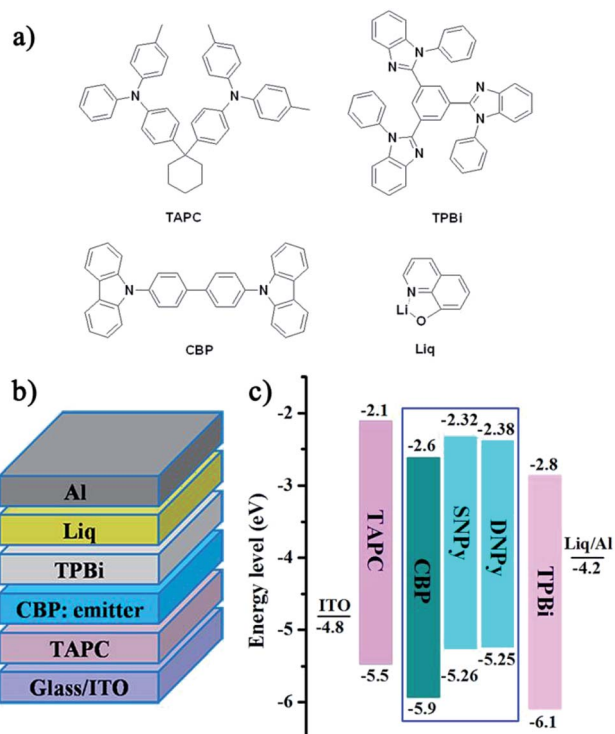 a)
N
N
TAPC
N
N
N
N
N
N
TPBi
N
N
CBP
N
Li
O
Liq
b)
Al
Liq
TPBi
CBP: emitter
TAPC
Glass/ITO
c)
Energy level (eV)
-2
-3
-4
-5
-6
ITO
-4.8
-2.1
TAPC
-5.5
-2.6
CBP
-5.9
-2.32
SNPy
-5.26
-2.38
DNPy
-5.25
-2.8
TPBi
-6.1
Liq/Al
-4.2